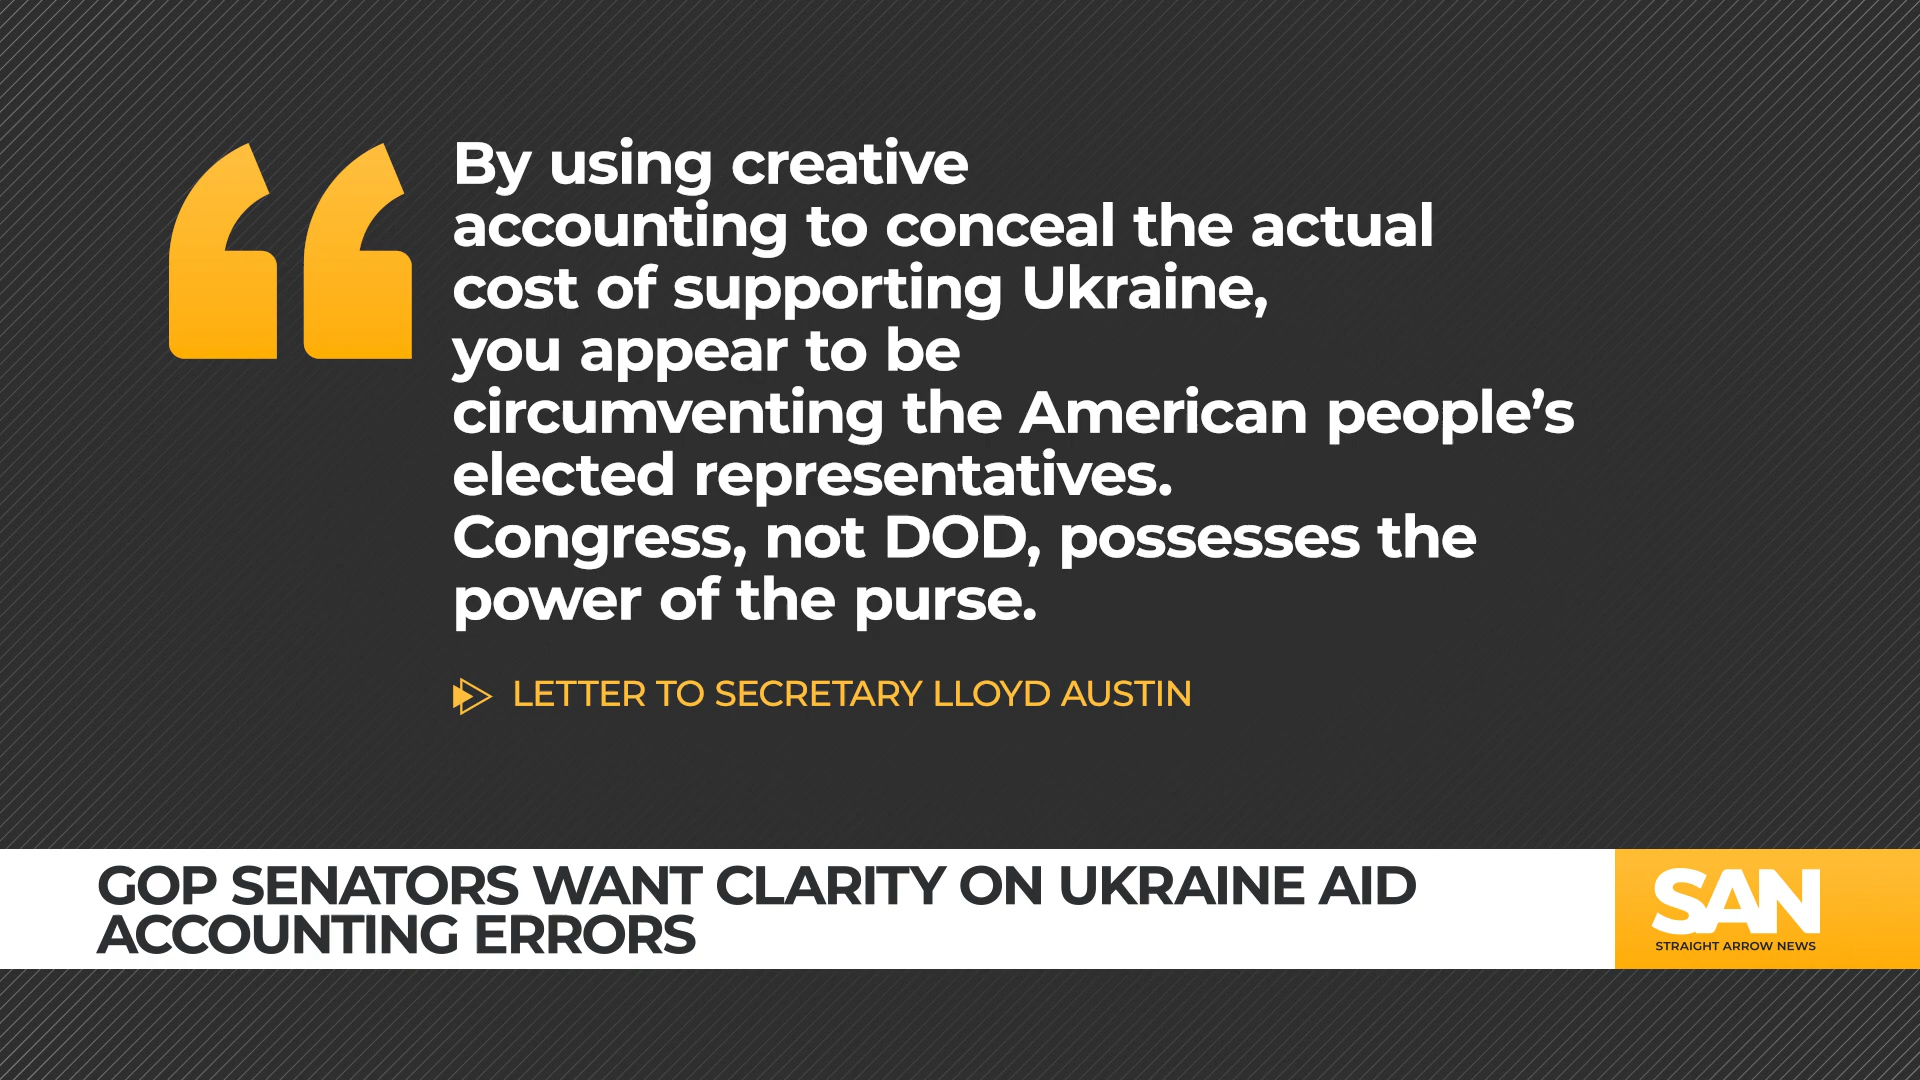 By using creative
accounting to conceal the actual
cost of supporting Ukraine,
you appear to be
circumventing the American people’s
elected representatives.
Congress, not DOD, possesses the
power of the purse.
LETTER TO SECRETARY LLOYD AUSTIN
GOP SENATORS WANT CLARITY ON UKRAINE AID
ACCOUNTING ERRORS
SAN
STRAIGHT ARROW NEWS